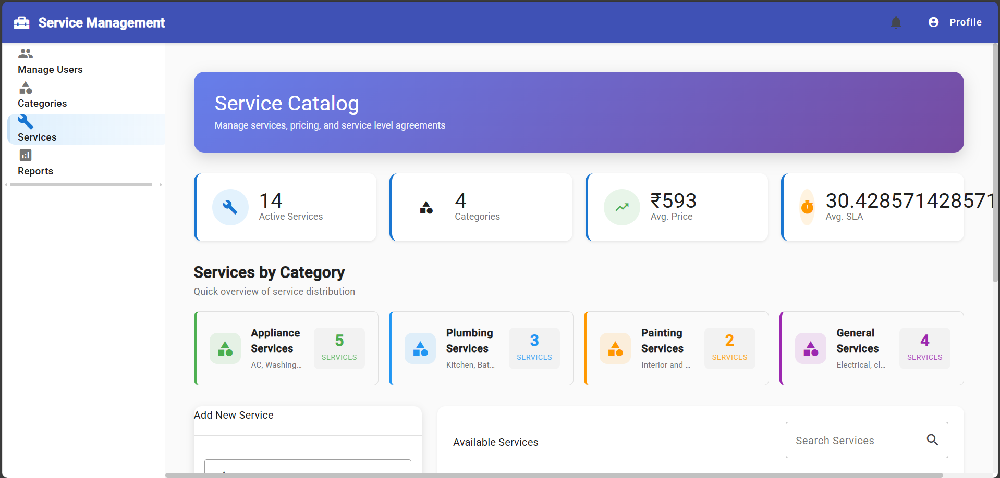 Service Management
Profile
Manage Users
Categories
Services
Reports
Service Catalog
Manage services, pricing, and service level agreements
14
Active Services
4
Categories
₹593
Avg. Price
30.428571428571
Avg. SLA
Services by Category
Quick overview of service distribution
Appliance
Services
AC, Washing...
5
SERVICES
Plumbing
Services
Kitchen, Bat...
3
SERVICES
Painting
Services
Interior and ...
2
SERVICES
General
Services
Electrical, cl...
4
SERVICES
Add New Service
Available Services
Search Services